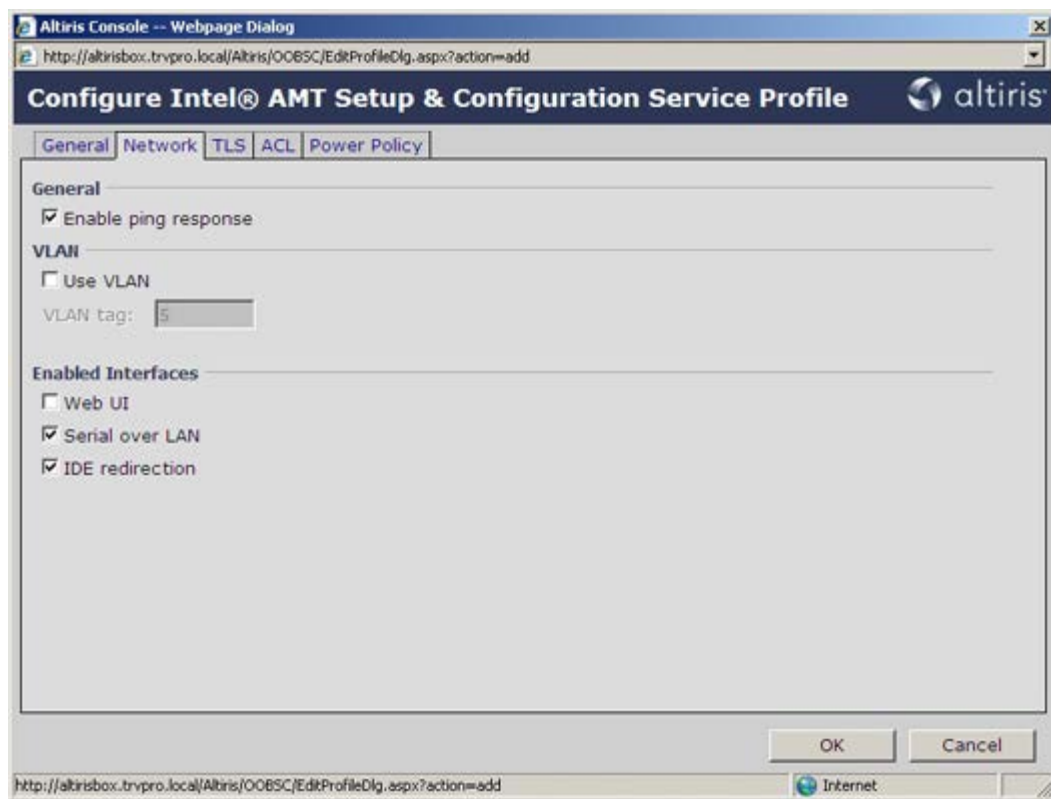 Altiris Console -- Webpage Dialog
http://altirisbox.trvpro.local/Altiris/OOBSC/EditProfileDlg.aspx?action=add
Configure Intel® AMT Setup & Configuration Service Profile altiris
General Network TLS ACL Power Policy
General
Enable ping response
VLAN
Use VLAN
VLAN tag: 5
Enabled Interfaces
Web UI
Serial over LAN
IDE redirection
OK Cancel
http://altirisbox.trvpro.local/Altiris/OOBSC/EditProfileDlg.aspx?action=add Internet